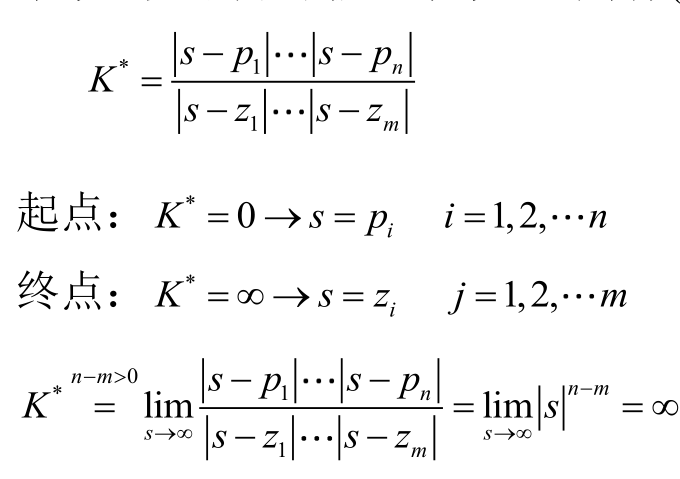 K* = |s − p₁|⋯|s − pₙ| / |s − z₁|⋯|s − zₘ|
起点： K* = 0 → s = pᵢ i = 1, 2, ⋯n
终点： K* = ∞ → s = zᵢ j = 1, 2, ⋯m
K* =^{n−m>0} lim_{s→∞} |s − p₁|⋯|s − pₙ| / |s − z₁|⋯|s − zₘ| = lim_{s→∞} |s|^{n−m} = ∞